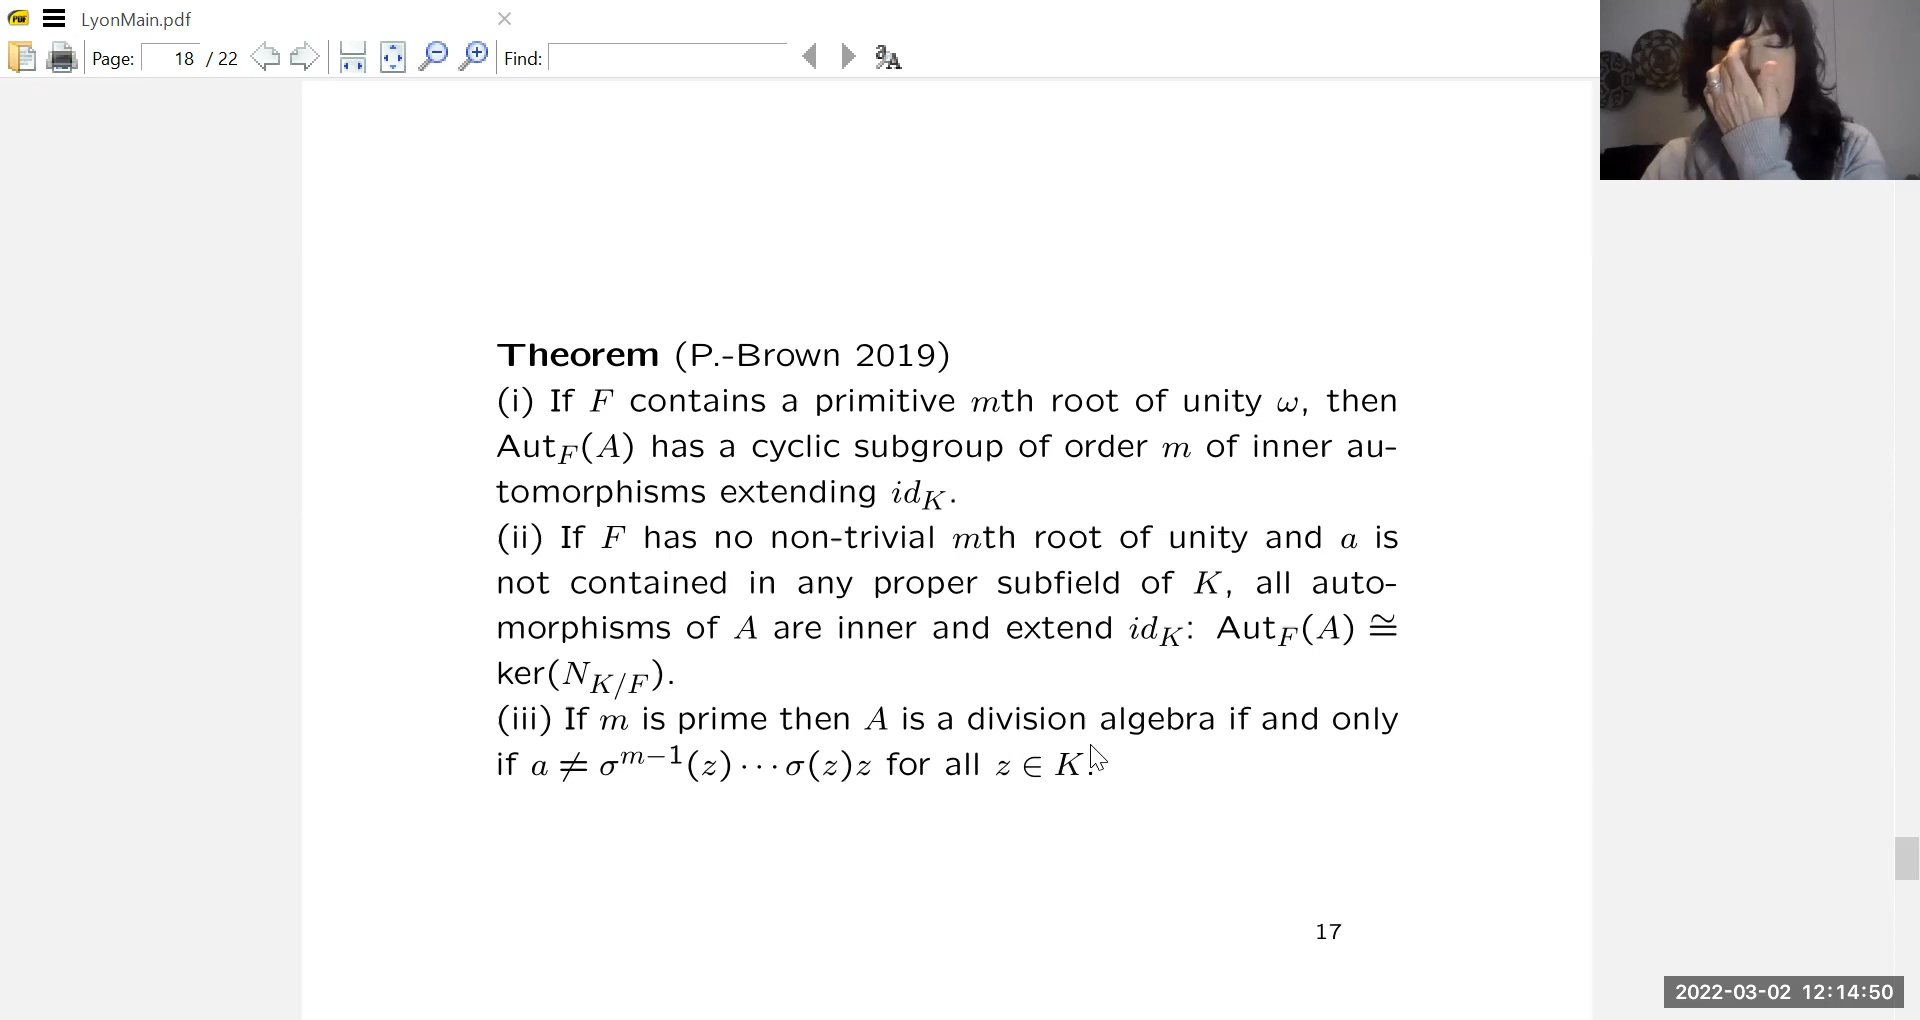 LyonMain.pdf
Page: 18 / 22 Find:
Theorem (P.-Brown 2019)
(i) If F contains a primitive mth root of unity ω, then
Aut_F(A) has a cyclic subgroup of order m of inner au-
tomorphisms extending id_K.
(ii) If F has no non-trivial mth root of unity and a is
not contained in any proper subfield of K, all auto-
morphisms of A are inner and extend id_K: Aut_F(A) ≅
ker(N_{K/F}).
(iii) If m is prime then A is a division algebra if and only
if a ≠ σ^{m−1}(z) ··· σ(z)z for all z ∈ K.
17
2022-03-02 12:14:50